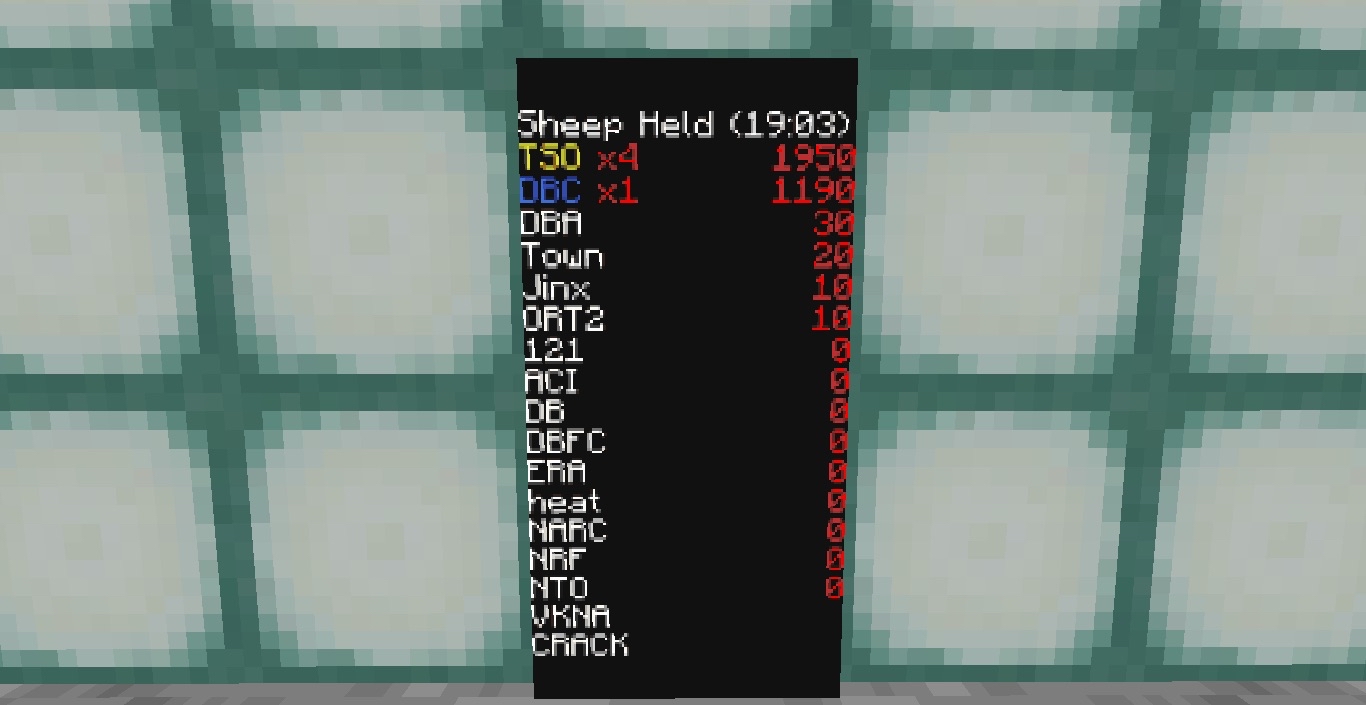 Sheep Held (19:03)
TSO x4 1950
DBC x1 1190
DBA 30
Town 20
Jinx 10
ORT2 10
121 0
ACI 0
DB 0
DBFC 0
ERA 0
heat 0
NARC 0
NRF 0
NTO 0
VKNA
CRACK